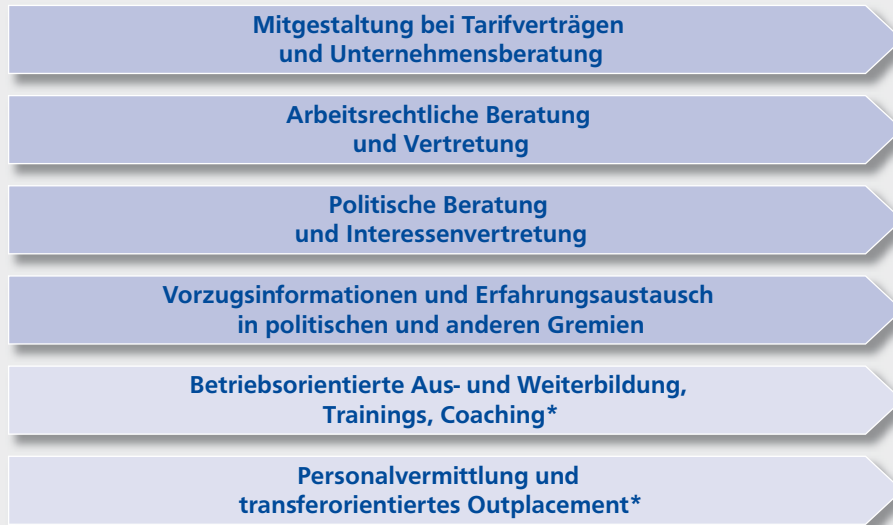 Mitgestaltung bei Tarifverträgen
und Unternehmensberatung
Arbeitsrechtliche Beratung
und Vertretung
Politische Beratung
und Interessenvertretung
Vorzugsinformationen und Erfahrungsaustausch
in politischen und anderen Gremien
Betriebsorientierte Aus- und Weiterbildung,
Trainings, Coaching*
Personalvermittlung und
transferorientiertes Outplacement*